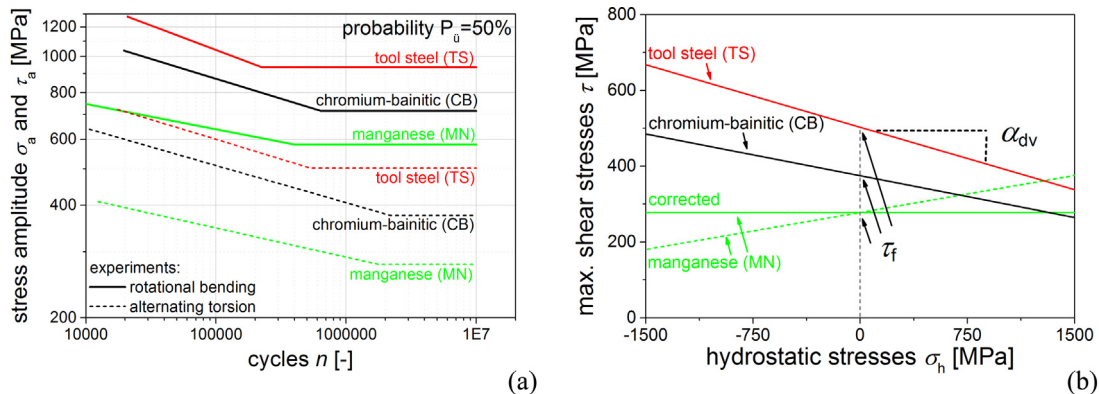 probability Pü=50%
1200
1000
800
600
400
200
stress amplitude σa and τa [MPa]
tool steel (TS)
chromium-bainitic (CB)
manganese (MN)
tool steel (TS)
chromium-bainitic (CB)
manganese (MN)
experiments:
rotational bending
alternating torsion
10000
100000
1000000
1E7
cycles n [-]
(a)
800
600
400
200
0
max. shear stresses τ [MPa]
tool steel (TS)
chromium-bainitic (CB)
αdv
corrected
manganese (MN)
τf
-1500
-750
0
750
1500
hydrostatic stresses σh [MPa]
(b)